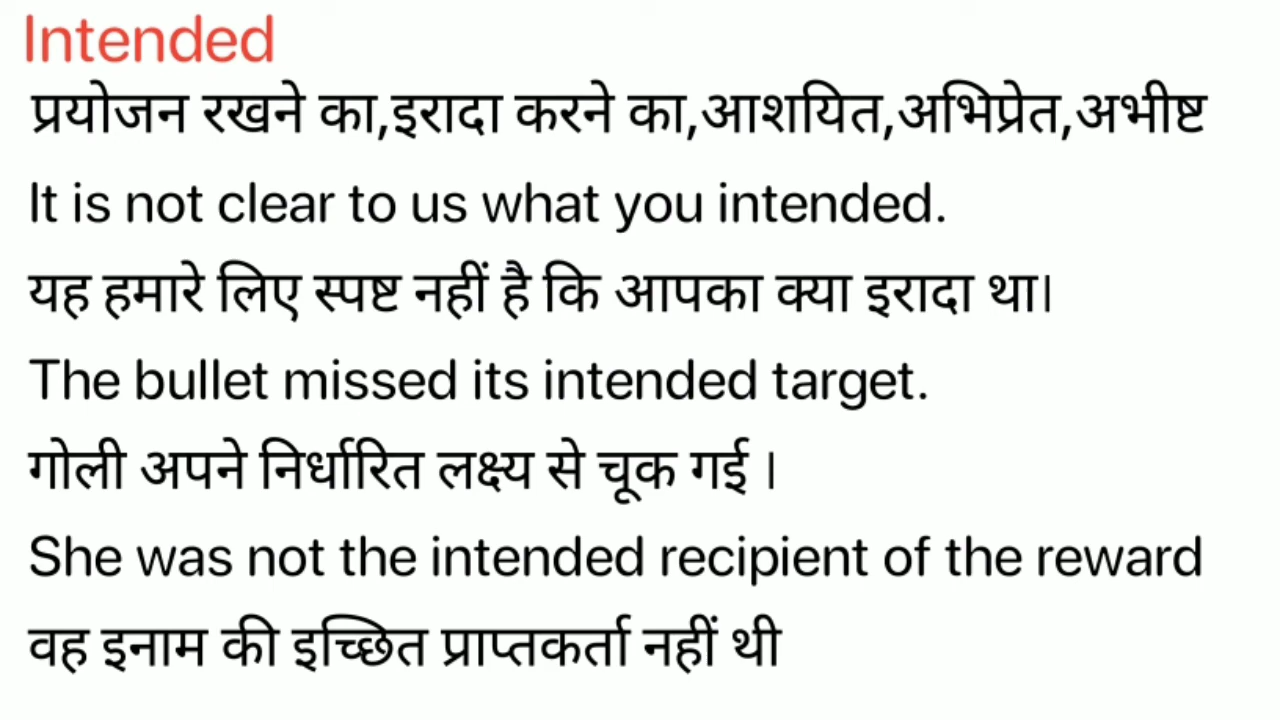 Intended
प्रयोजन रखने का,इरादा करने का,आशयित,अभिप्रेत,अभीष्ट
It is not clear to us what you intended.
यह हमारे लिए स्पष्ट नहीं है कि आपका क्या इरादा था।
The bullet missed its intended target.
गोली अपने निर्धारित लक्ष्य से चूक गई ।
She was not the intended recipient of the reward
वह इनाम की इच्छित प्राप्तकर्ता नहीं थी